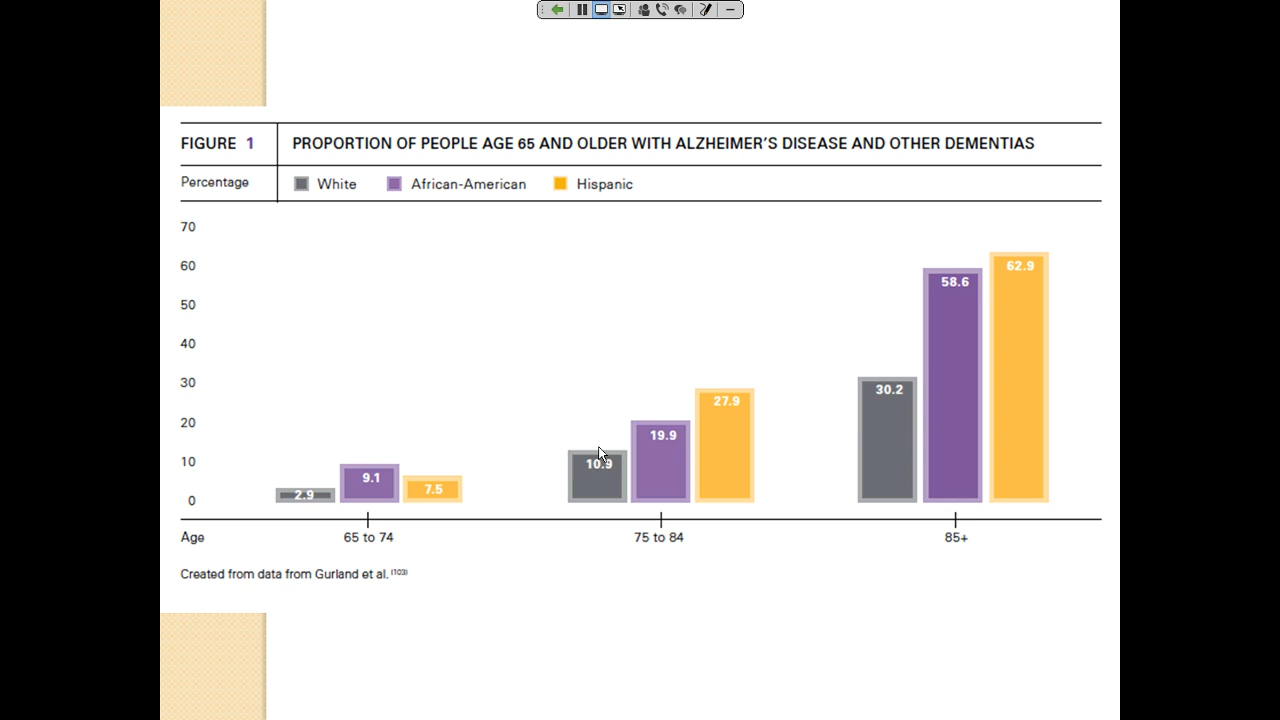 FIGURE 1
PROPORTION OF PEOPLE AGE 65 AND OLDER WITH ALZHEIMER'S DISEASE AND OTHER DEMENTIAS
Percentage
White African-American Hispanic
70
60
50
40
30
20
10
0
2.9 9.1 7.5
10.9 19.9 27.9
30.2 58.6 62.9
Age 65 to 74 75 to 84 85+
Created from data from Gurland et al. (103)